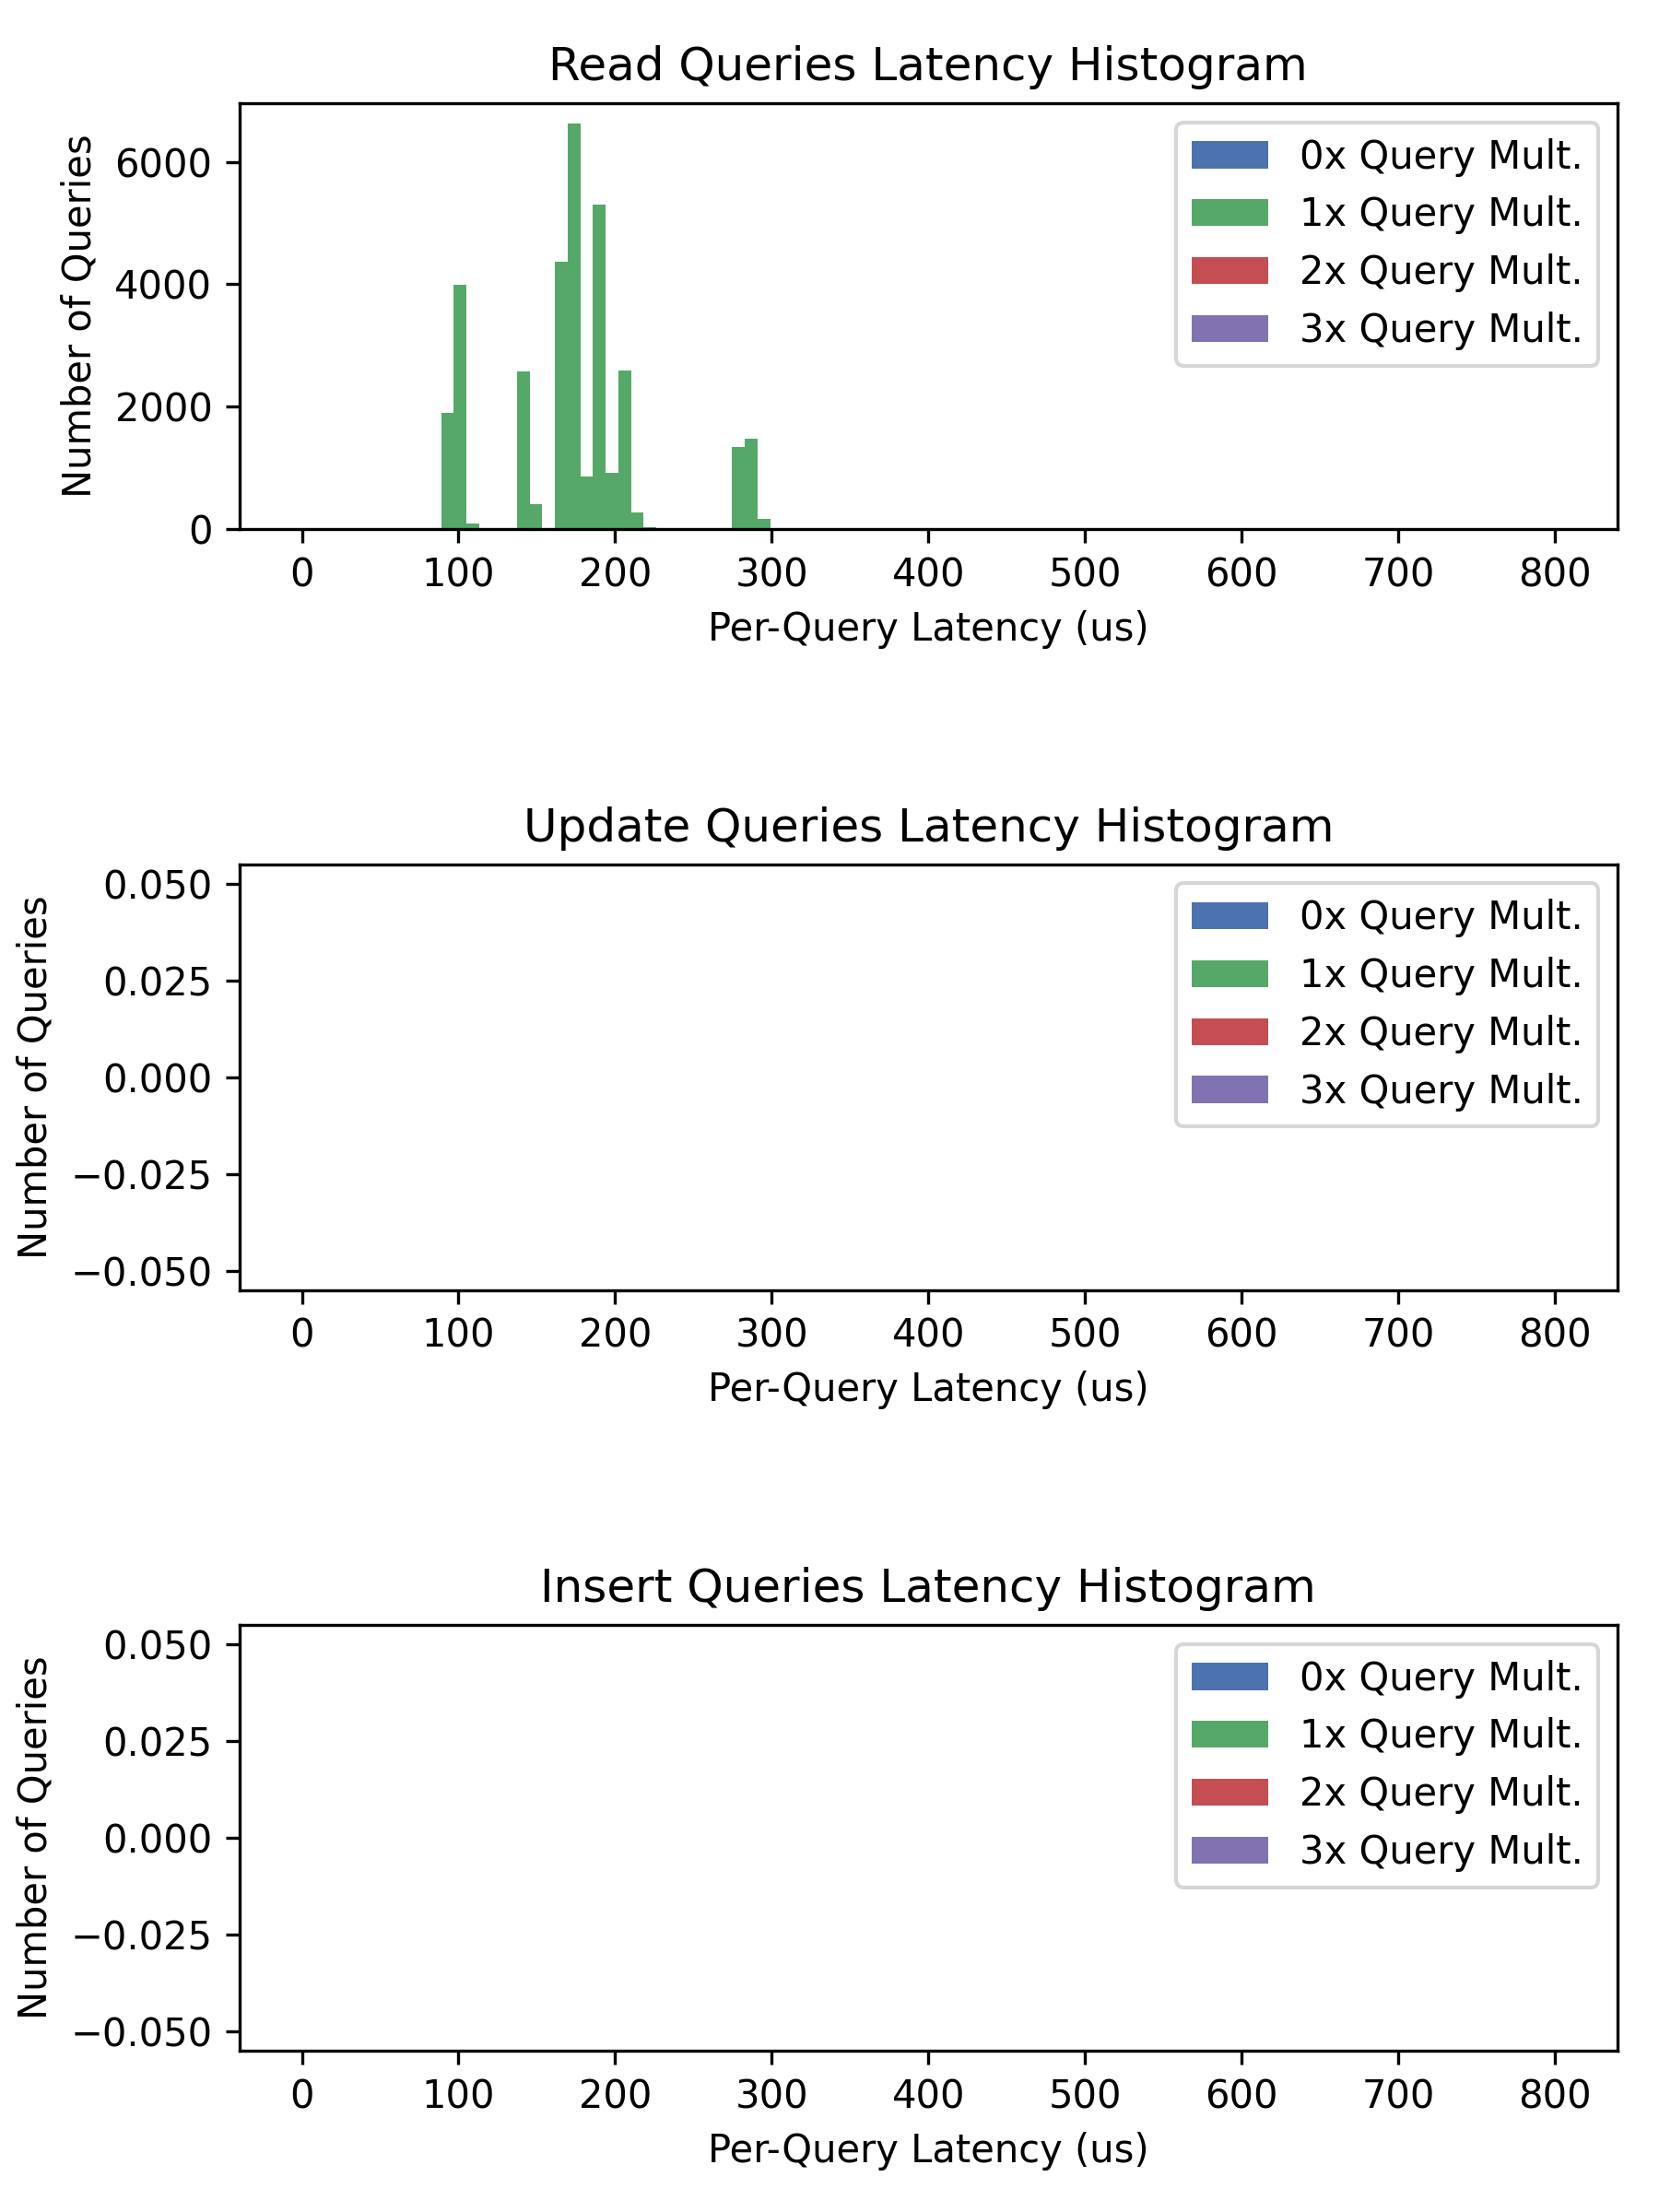 Read Queries Latency Histogram
Number of Queries
6000
4000
2000
0
0x Query Mult.
1x Query Mult.
2x Query Mult.
3x Query Mult.
0 100 200 300 400 500 600 700 800
Per-Query Latency (us)
Update Queries Latency Histogram
Number of Queries
0.050
0.025
0.000
−0.025
−0.050
0x Query Mult.
1x Query Mult.
2x Query Mult.
3x Query Mult.
0 100 200 300 400 500 600 700 800
Per-Query Latency (us)
Insert Queries Latency Histogram
Number of Queries
0.050
0.025
0.000
−0.025
−0.050
0x Query Mult.
1x Query Mult.
2x Query Mult.
3x Query Mult.
0 100 200 300 400 500 600 700 800
Per-Query Latency (us)